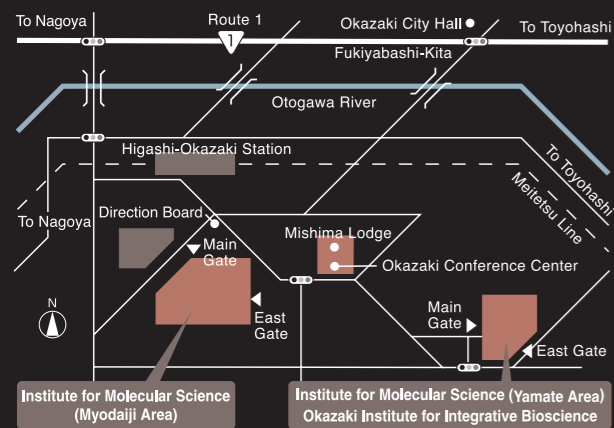 To Nagoya
Route 1
1
Okazaki City Hall
To Toyohashi
Fukiyabashi-Kita
Otogawa River
Higashi-Okazaki Station
To Toyohashi
Meitetsu Line
To Nagoya
Direction Board
Main
Gate
Mishima Lodge
Okazaki Conference Center
N
East
Gate
Main
Gate
East Gate
Institute for Molecular Science
(Myodaiji Area)
Institute for Molecular Science (Yamate Area)
Okazaki Institute for Integrative Bioscience